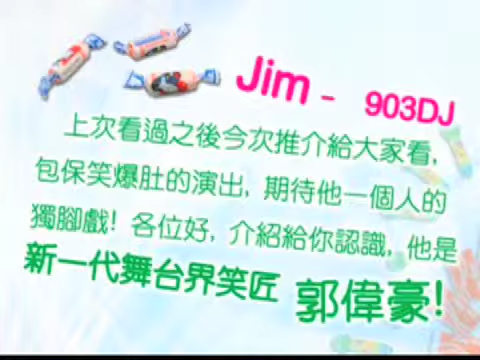 Jim - 903DJ
上次看過之後今次推介給大家看,
包保笑爆肚的演出, 期待他一個人的
獨腳戲! 各位好, 介紹給你認識, 他是
新一代舞台界笑匠 郭偉豪!